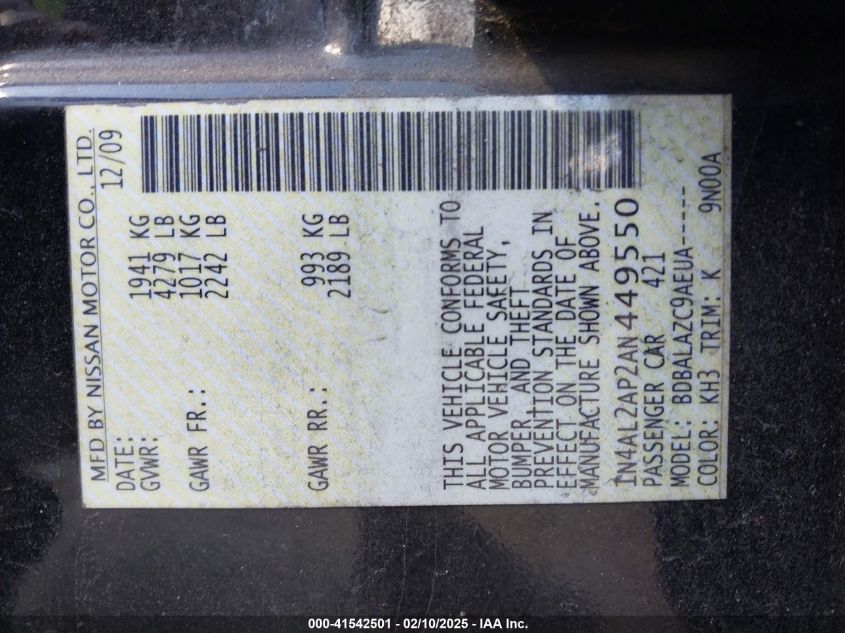 MFD BY NISSAN MOTOR CO., LTD.
DATE: 12/09
GVWR: 1941 KG
4279 LB
GAWR FR.: 1017 KG
2242 LB
GAWR RR.: 993 KG
2189 LB
THIS VEHICLE CONFORMS TO
ALL APPLICABLE FEDERAL
MOTOR VEHICLE SAFETY,
BUMPER AND THEFT
PREVENTION STANDARDS IN
EFFECT ON THE DATE OF
MANUFACTURE SHOWN ABOVE.
1N4AL2AP2AN449550
PASSENGER CAR 421
MODEL: BDBALAZC9AEUA-----
COLOR: KH3 TRIM: K 9N00A
000-41542501 - 02/10/2025 - IAA Inc.